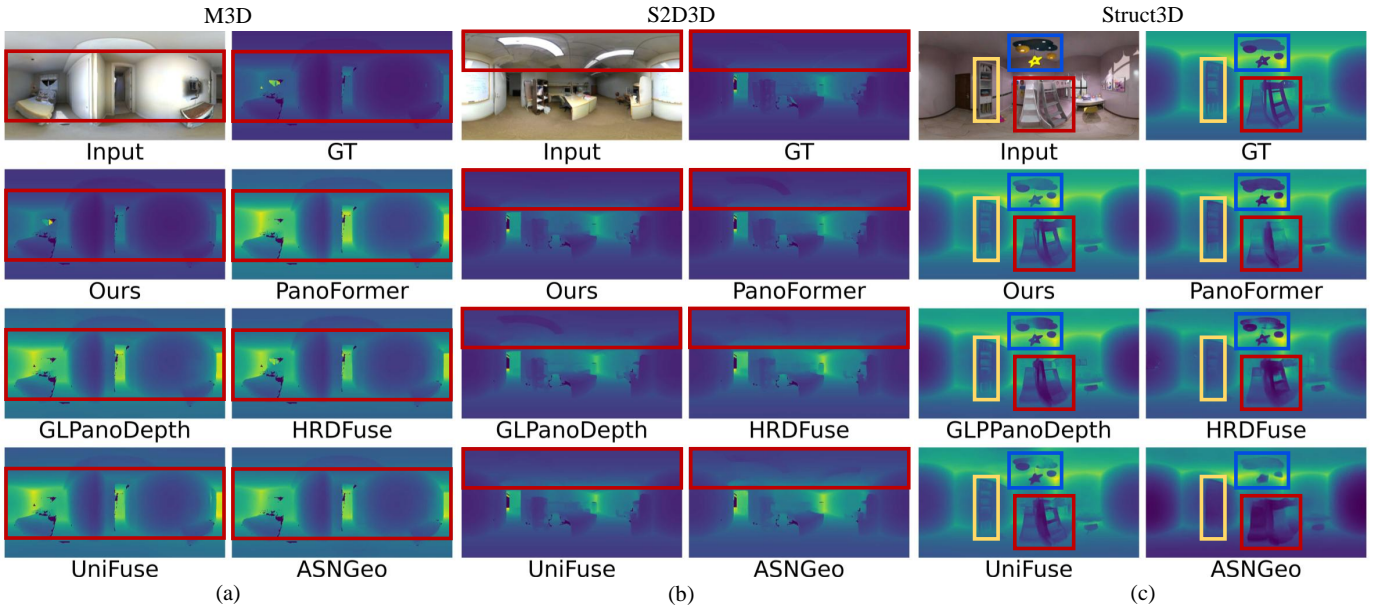 M3D S2D3D Struct3D
Input GT Input GT Input GT
Ours PanoFormer Ours PanoFormer Ours PanoFormer
GLPanoDepth HRDFuse GLPanoDepth HRDFuse GLPPanoDepth HRDFuse
UniFuse ASNGeo UniFuse ASNGeo UniFuse ASNGeo
(a) (b) (c)